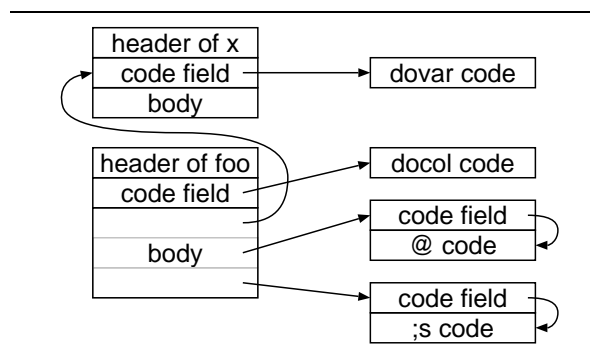 header of x
code field
dovar code
body
header of foo
docol code
code field
code field
@ code
body
code field
;s code